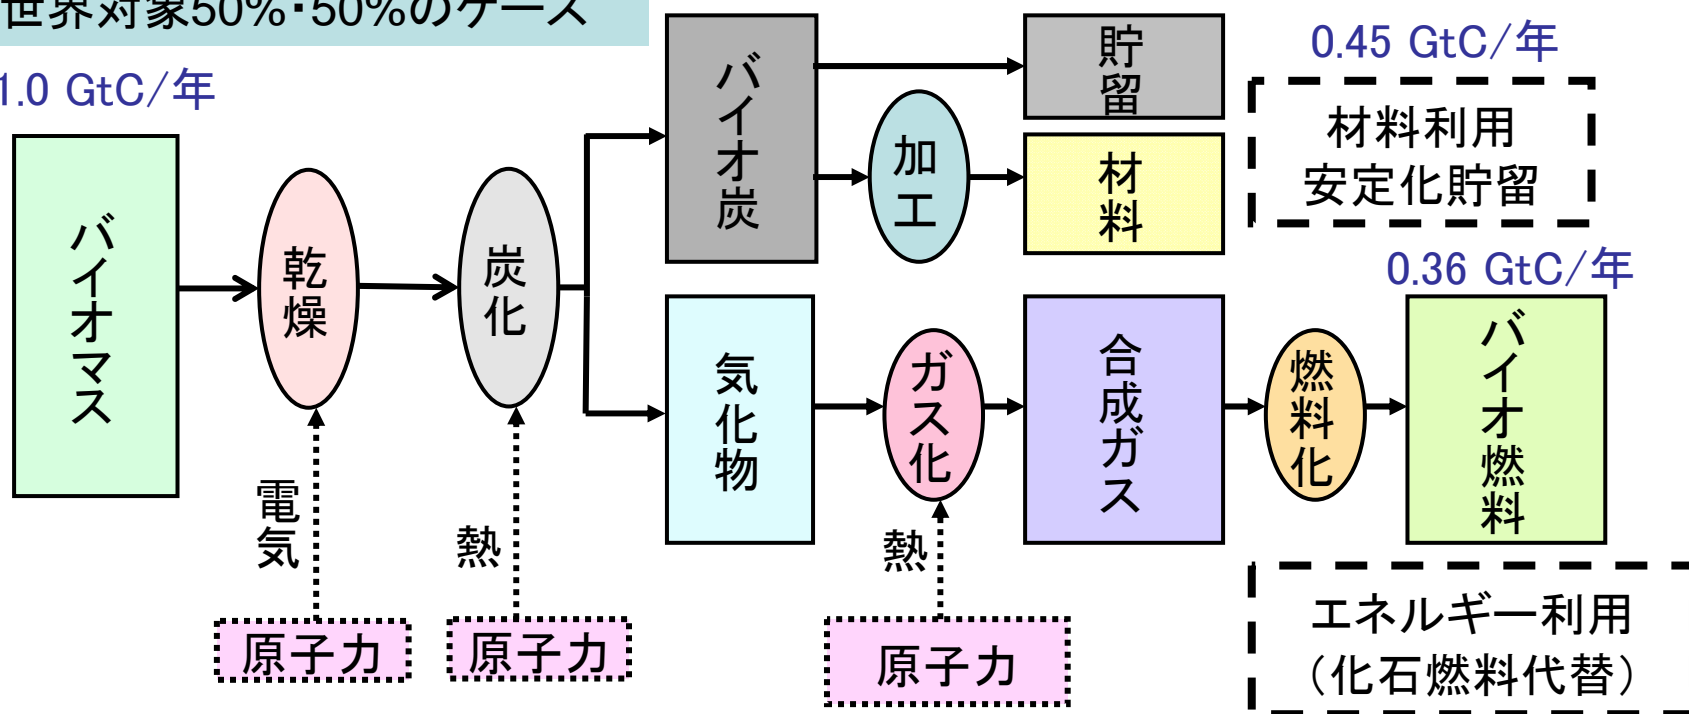 世界対象50%・50%のケース
1.0 GtC/年
バイオマス
乾燥
炭化
バイオ炭
加工
貯留
材料
0.45 GtC/年
材料利用
安定化貯留
気化物
ガス化
合成ガス
燃料化
0.36 GtC/年
バイオ燃料
電気
熱
熱
原子力
原子力
原子力
エネルギー利用
（化石燃料代替）